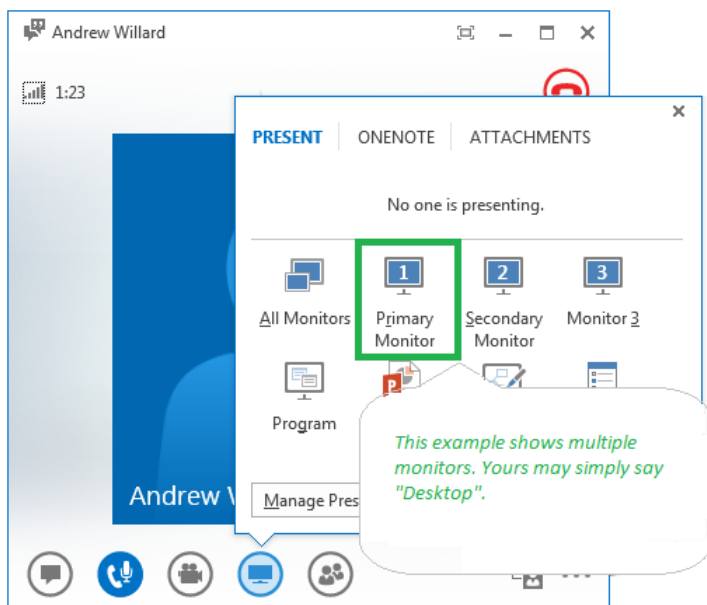 Andrew Willard
1:23
PRESENT ONENOTE ATTACHMENTS
No one is presenting.
1 2 3
All Monitors Primary Monitor Secondary Monitor Monitor 3
P
Program
This example shows multiple
monitors. Yours may simply say
"Desktop".
Andrew
Manage Pres